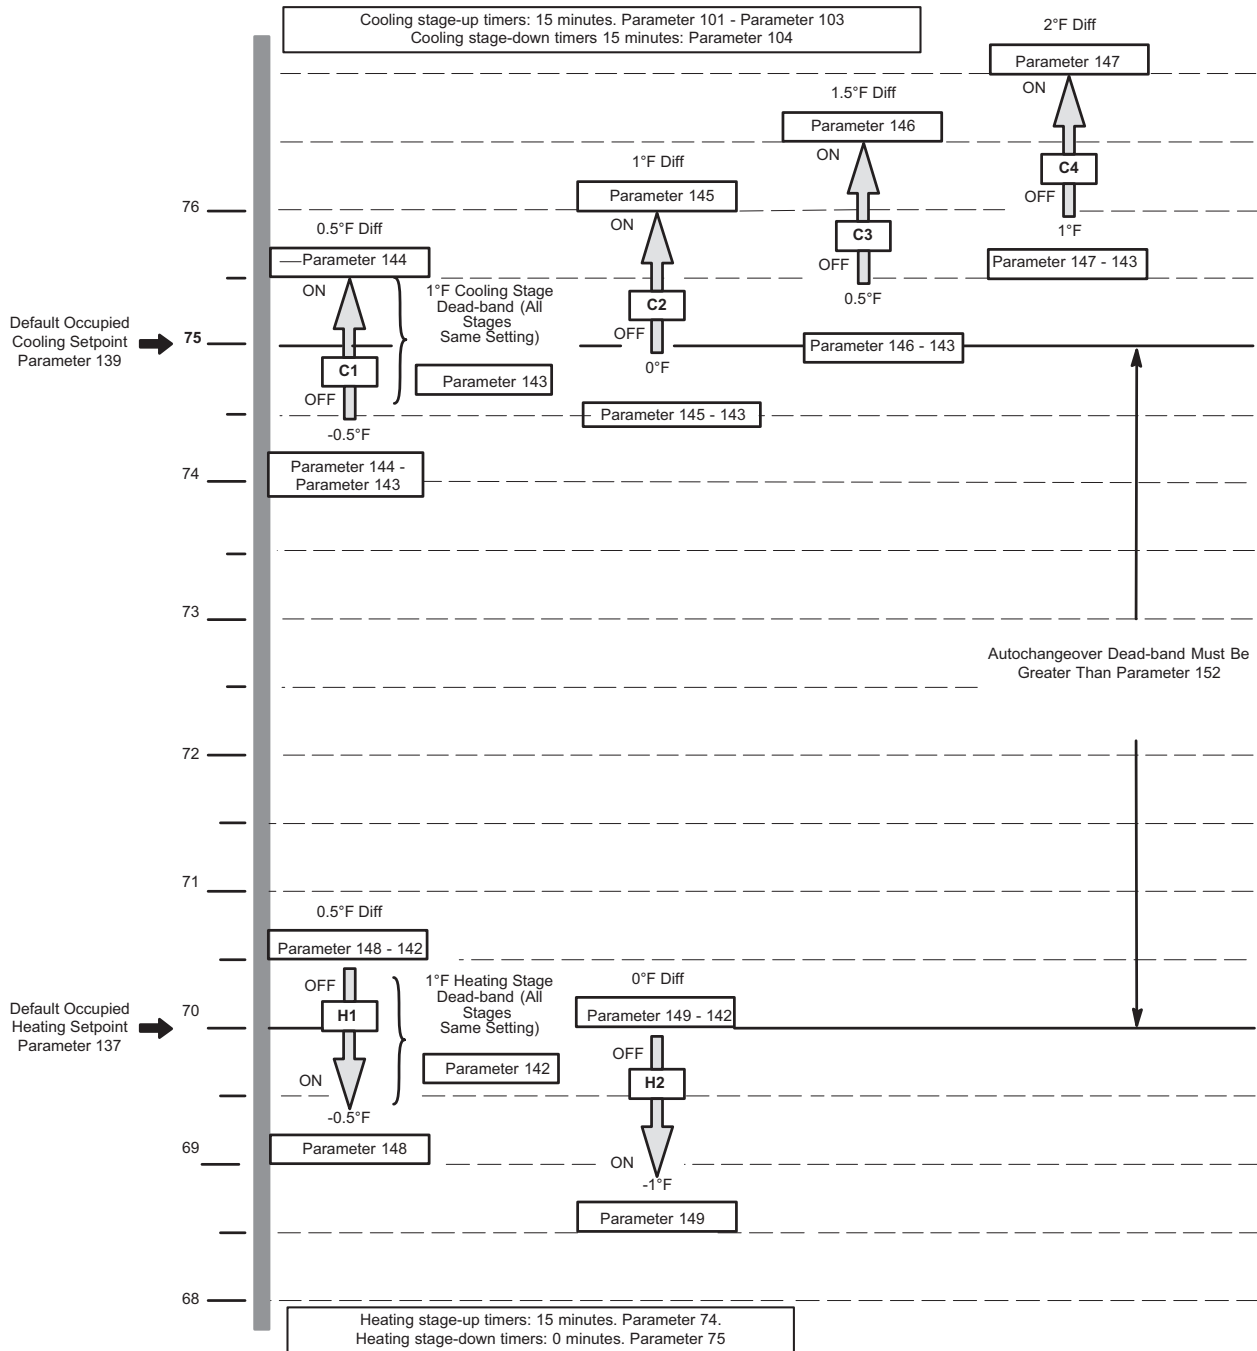 Cooling stage-up timers: 15 minutes. Parameter 101 - Parameter 103
Cooling stage-down timers 15 minutes: Parameter 104
2°F Diff
Parameter 147
ON
C4
OFF
1°F
Parameter 147 - 143
1.5°F Diff
Parameter 146
ON
C3
OFF
0.5°F
Parameter 146 - 143
1°F Diff
Parameter 145
ON
C2
OFF
0°F
Parameter 145 - 143
76
0.5°F Diff
Parameter 144
ON
C1
OFF
-0.5°F
Parameter 144 -
Parameter 143
1°F Cooling Stage
Dead-band (All
Stages
Same Setting)
Parameter 143
Default Occupied
Cooling Setpoint
Parameter 139
75
74
73
Autochangeover Dead-band Must Be
Greater Than Parameter 152
72
71
0.5°F Diff
Parameter 148 - 142
OFF
H1
ON
-0.5°F
Parameter 148
1°F Heating Stage
Dead-band (All
Stages
Same Setting)
Parameter 142
0°F Diff
Parameter 149 - 142
OFF
H2
ON
-1°F
Parameter 149
Default Occupied
Heating Setpoint
Parameter 137
70
69
68
Heating stage-up timers: 15 minutes. Parameter 74.
Heating stage-down timers: 0 minutes. Parameter 75